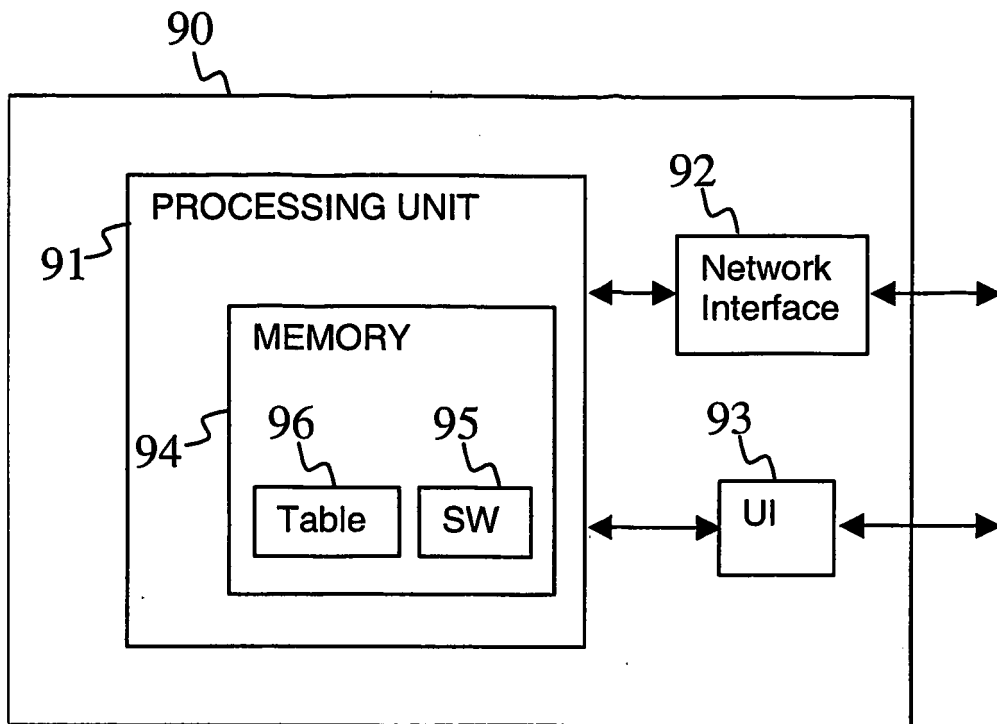 90
PROCESSING UNIT
91
92
Network
Interface
MEMORY
94
96
95
Table
SW
93
UI